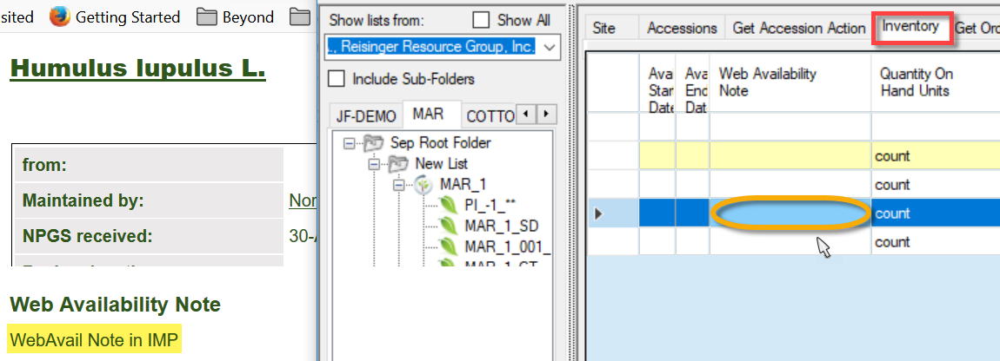 sited Getting Started Beyond
Humulus lupulus L.
from:
Maintained by: Nor
NPGS received: 30-
Web Availability Note
WebAvail Note in IMP
Show lists from: Show All
., Reisinger Resource Group, Inc.
Include Sub-Folders
JF-DEMO MAR COTTO
Sep Root Folder
New List
MAR_1
PI_-1_**
MAR_1_SD
MAR_1_001_
MAR_1_CT
Site Accessions Get Accession Action Inventory Get Ord
Ava Ava Web Availability Quantity On
Star End Note Hand Units
Date Dat
count
count
count
count